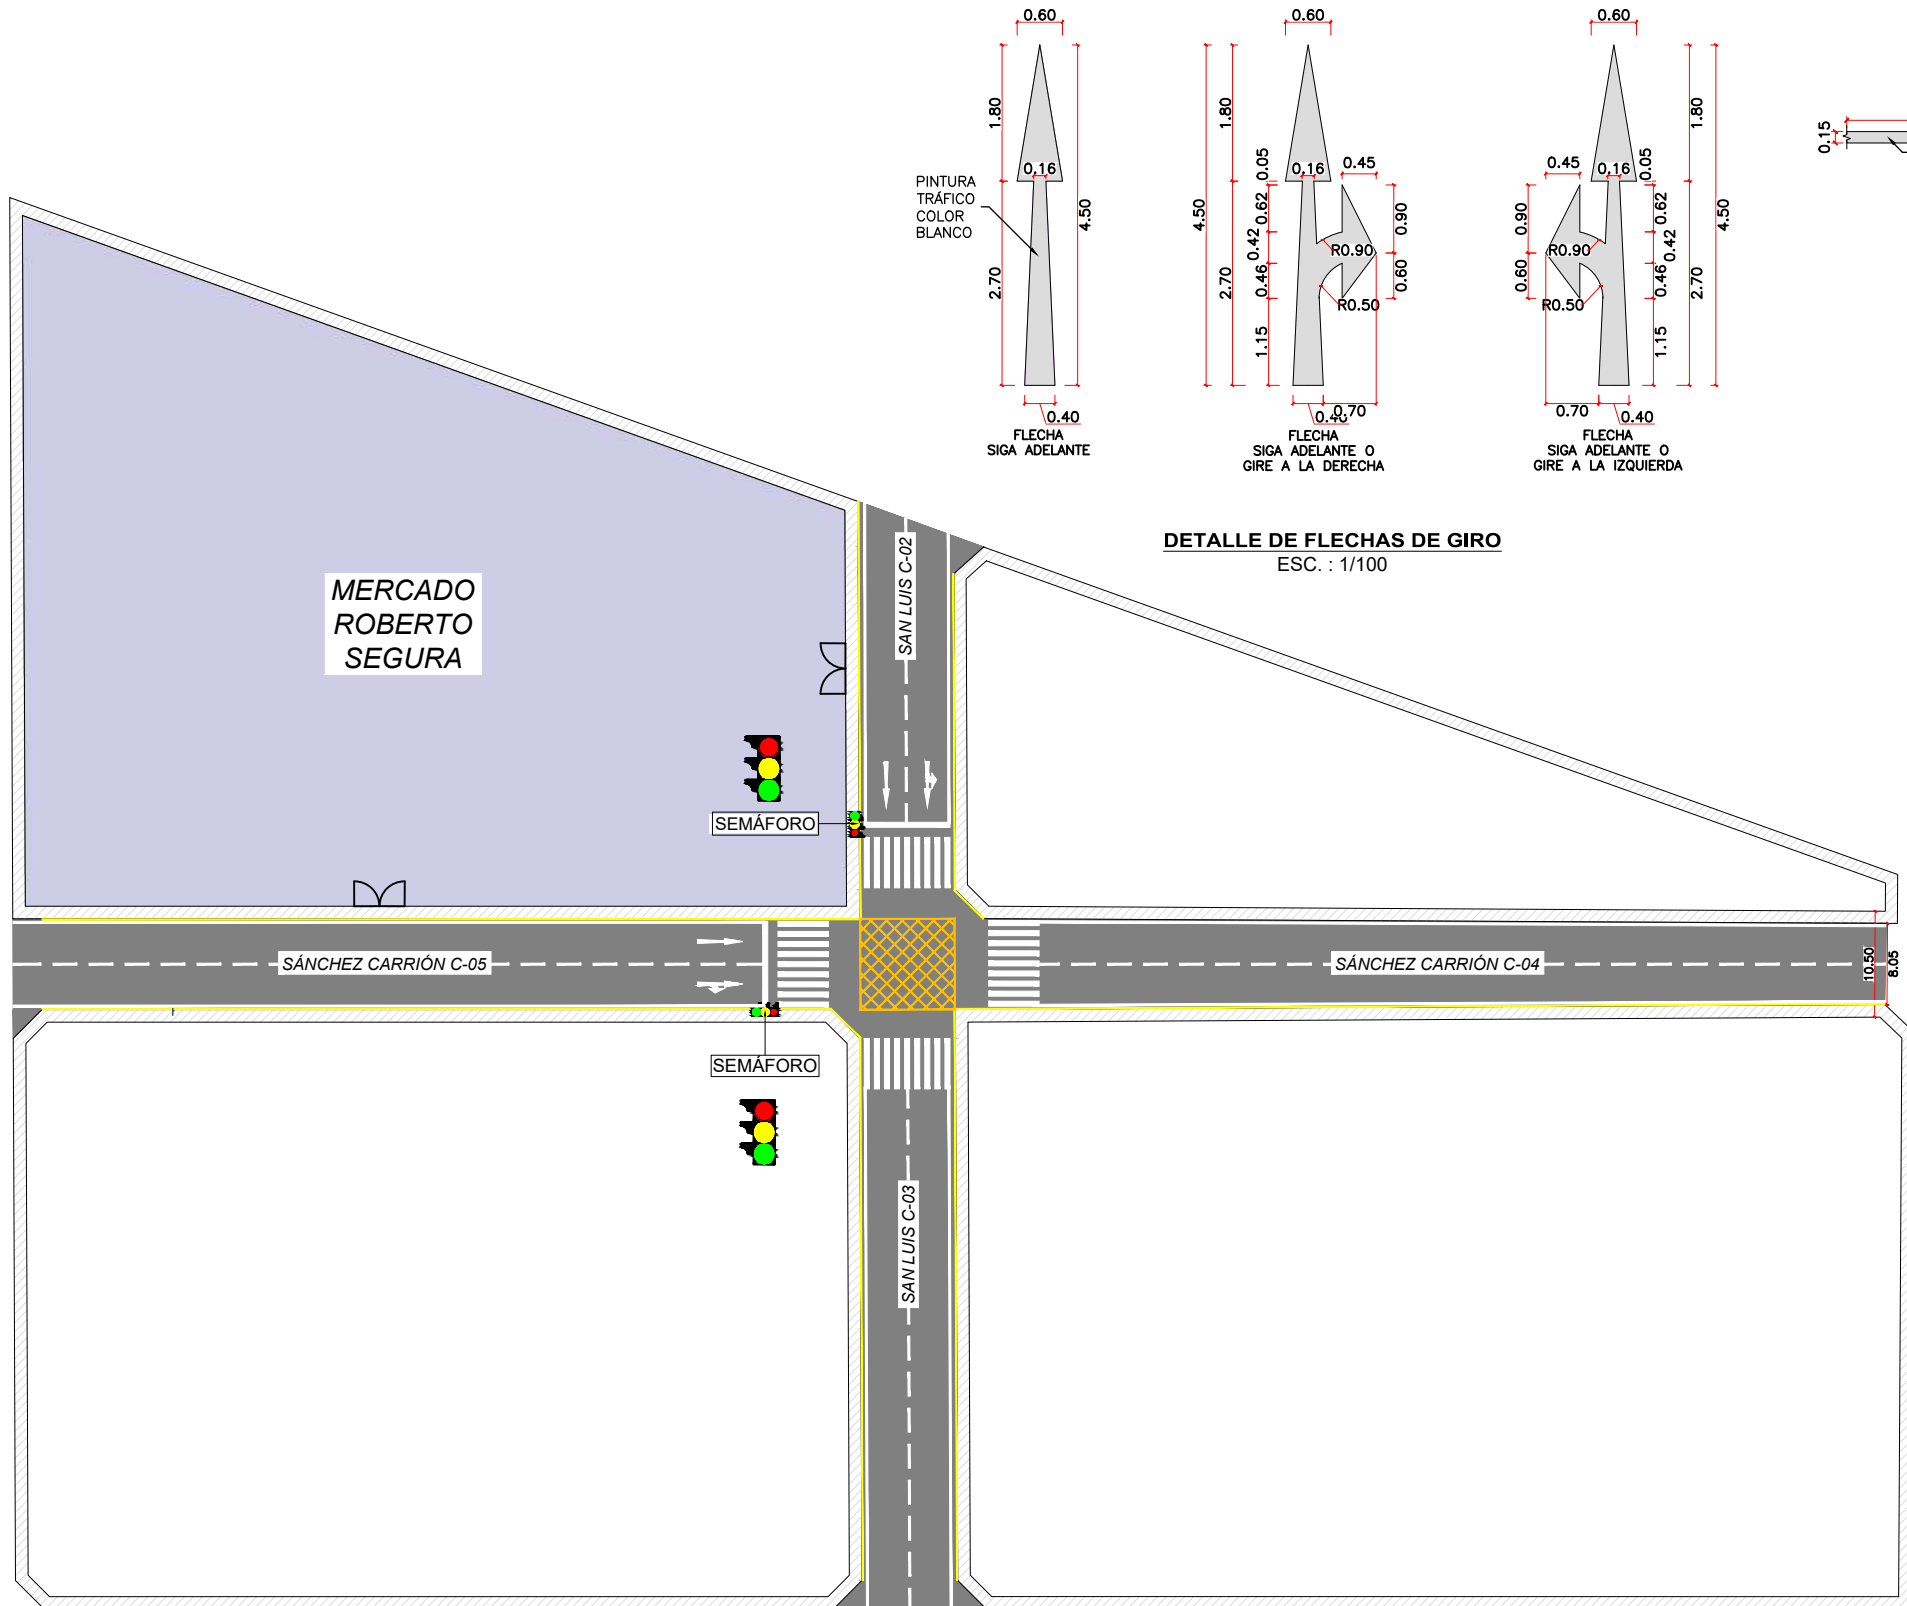 0.60
0.60
0.60
1.80
4.50
2.70
0.16
0.40
PINTURA
TRÁFICO
COLOR
BLANCO
FLECHA
SIGA ADELANTE
4.50
1.80
2.70
0.05
0.62
0.42
0.46
1.15
0.16
0.45
0.90
0.60
R0.90
R0.50
0.40
0.70
FLECHA
SIGA ADELANTE O
GIRE A LA DERECHA
0.45
0.16
0.05
0.90
0.60
R0.90
R0.50
0.62
0.42
0.46
1.15
1.80
2.70
4.50
0.70
0.40
FLECHA
SIGA ADELANTE O
GIRE A LA IZQUIERDA
0.15
DETALLE DE FLECHAS DE GIRO
ESC. : 1/100
MERCADO
ROBERTO
SEGURA
SAN LUIS C-02
SEMÁFORO
SÁNCHEZ CARRIÓN C-05
SÁNCHEZ CARRIÓN C-04
10.50
8.05
SEMÁFORO
SAN LUIS C-03